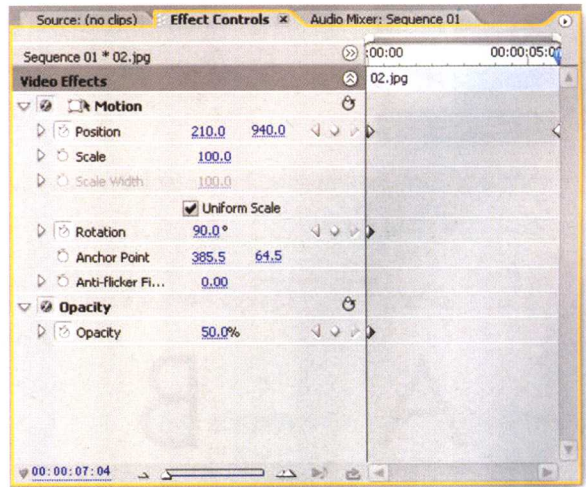 Source: (no clips) Effect Controls × Audio Mixer: Sequence 01
Sequence 01 * 02.jpg :00:00 00:00:05:0
Video Effects 02.jpg
Motion
Position 210.0 940.0
Scale 100.0
Scale Width 100.0
Uniform Scale
Rotation 90.0°
Anchor Point 385.5 64.5
Anti-flicker Fi... 0.00
Opacity
Opacity 50.0%
00:00:07:04